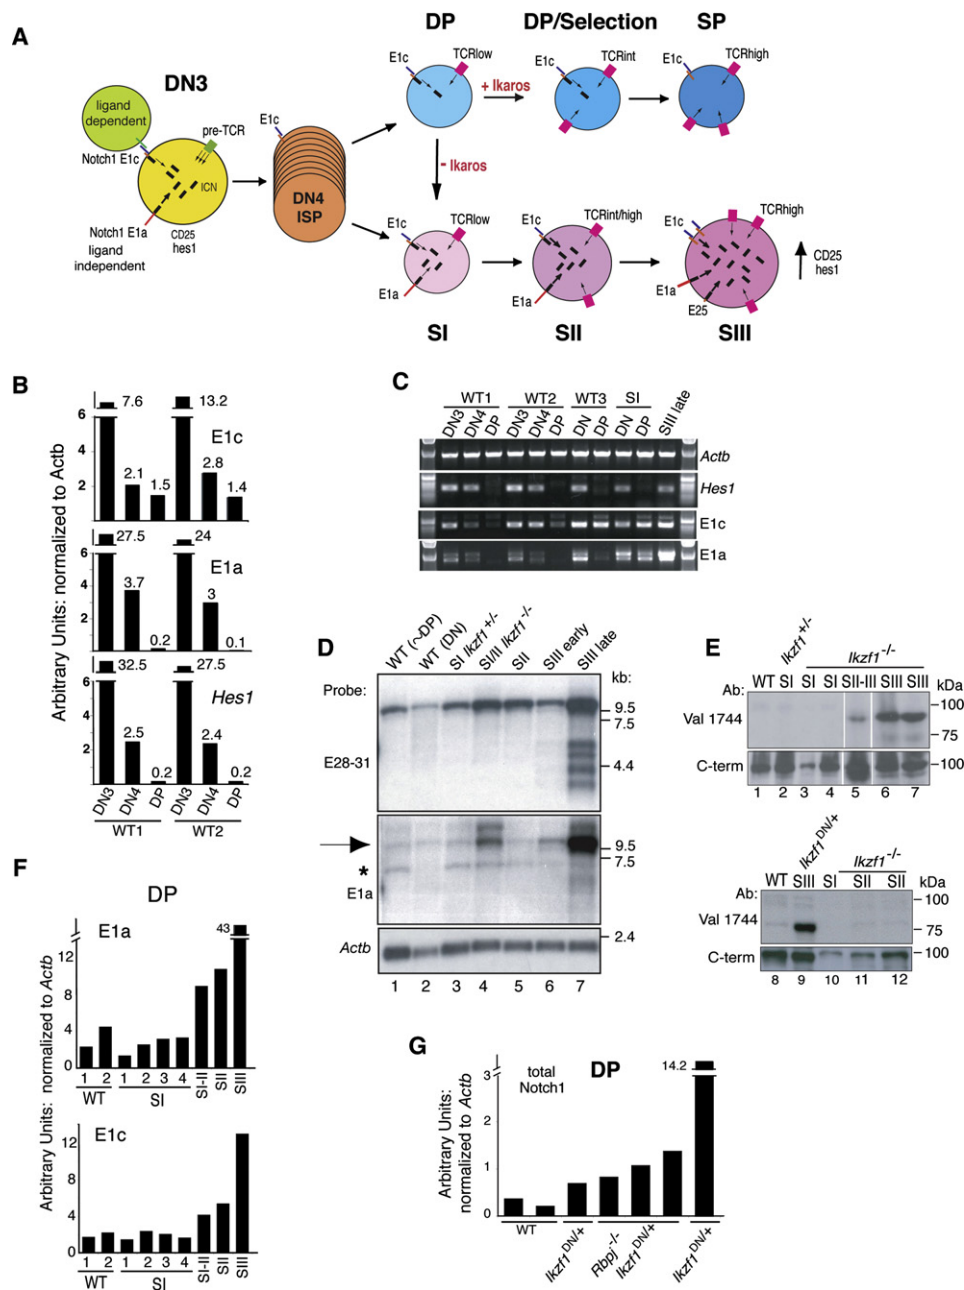 A
DP
DP/Selection
SP
DN3
E1c
TCRlow
E1c
TCRint
E1c
TCRhigh
+ Ikaros
ligand
dependent
pre-TCR
E1c
Notch1 E1c
ICN
DN4
ISP
- Ikaros
Notch1 E1a
CD25
hes1
ligand
independent
TCRlow
E1c
TCRint/high
E1c
TCRhigh
E1c
CD25
hes1
E1a
E1a
E1a
E25
SI
SII
SIII
B
Arbitrary Units: normalized to Actb
7.6
13.2
6
4
2
E1c
2.1
1.5
2.8
1.4
27.5
24
6
4
2
E1a
3.7
0.2
3
0.1
32.5
27.5
6
4
2
0
Hes1
2.5
0.2
2.4
0.2
DN3
DN4
DP
DN3
DN4
DP
WT1
WT2
C
WT1
WT2
WT3
SI
SIII late
DN3
DN4
DP
DN3
DN4
DP
DN
DP
DN
DP
Actb
Hes1
E1c
E1a
D
WT (~DP)
WT (DN)
SI Ikzf1+/-
SI/II Ikzf1-/-
SII
SIII early
SIII late
Probe:
kb:
9.5
7.5
E28-31
4.4
9.5
7.5
*
E1a
2.4
Actb
1 2 3 4 5 6 7
E
Ikzf1+/-
Ikzf1-/-
Ab:
WT SI SI SI SII-III SIII SIII
kDa
Val 1744
100
75
C-term
100
1 2 3 4 5 6 7
Ikzf1DN/+
Ikzf1-/-
Ab:
WT SIII SI SII SII
kDa
Val 1744
100
75
C-term
100
8 9 10 11 12
F
DP
Arbitrary Units: normalized to Actb
E1a
43
12
8
4
0
1 2 1 2 3 4 SI-II SII SIII
WT
SI
E1c
12
8
4
0
1 2 1 2 3 4 SI-II SII SIII
WT
SI
G
total
Notch1
DP
14.2
Arbitrary Units:
normalized to Actb
3
2
1
0
WT
Ikzf1DN/+
Rbpj-/-
Ikzf1DN/+
Ikzf1DN/+